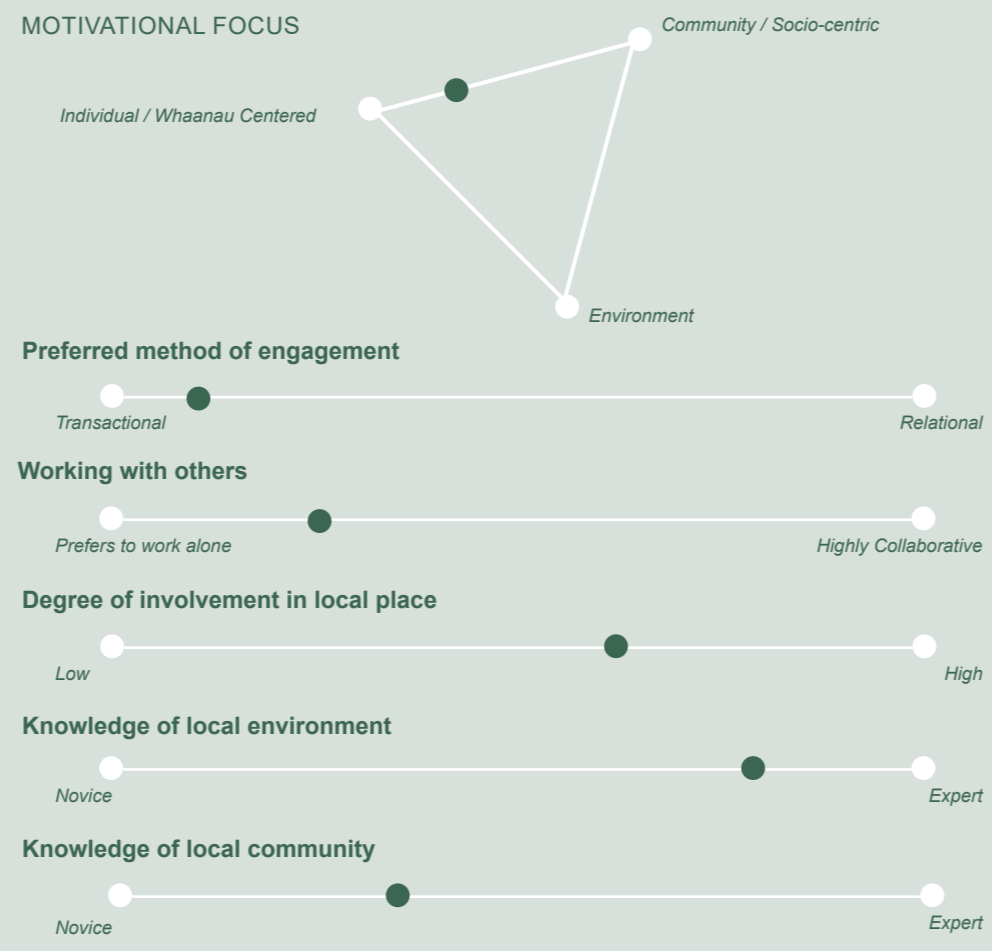 MOTIVATIONAL FOCUS
Community / Socio-centric
Individual / Whaanau Centered
Environment
Preferred method of engagement
Transactional
Relational
Working with others
Prefers to work alone
Highly Collaborative
Degree of involvement in local place
Low
High
Knowledge of local environment
Novice
Expert
Knowledge of local community
Novice
Expert